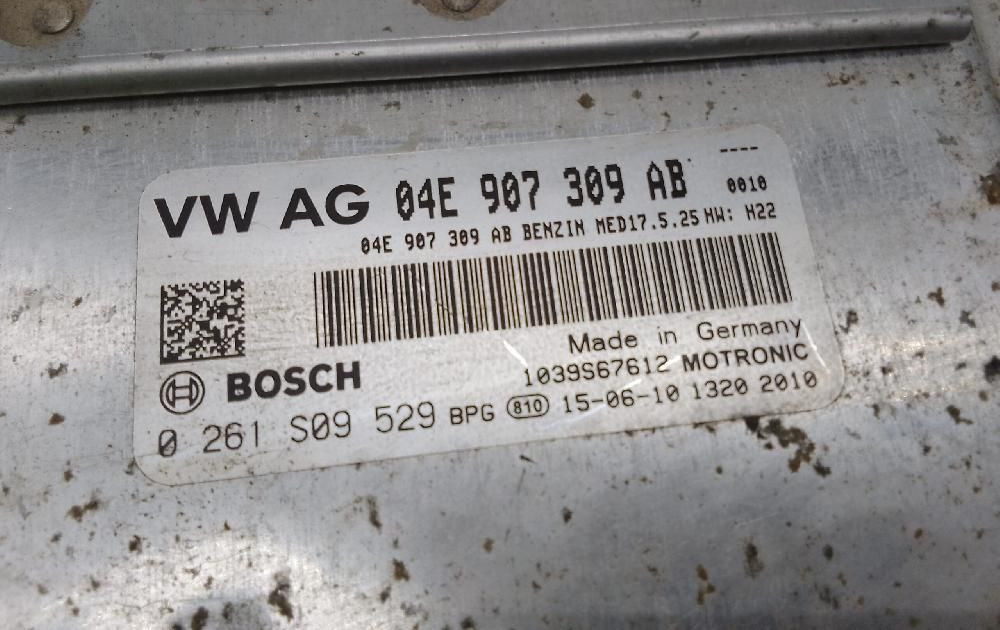 VW AG 04E 907 309 AB ---- 0010
04E 907 309 AB BENZIN MED17.5.25 HW: H22
Made in Germany
BOSCH 1039S67612 MOTRONIC
0 261 S09 529 BPG 810 15-06-10 1320 2010